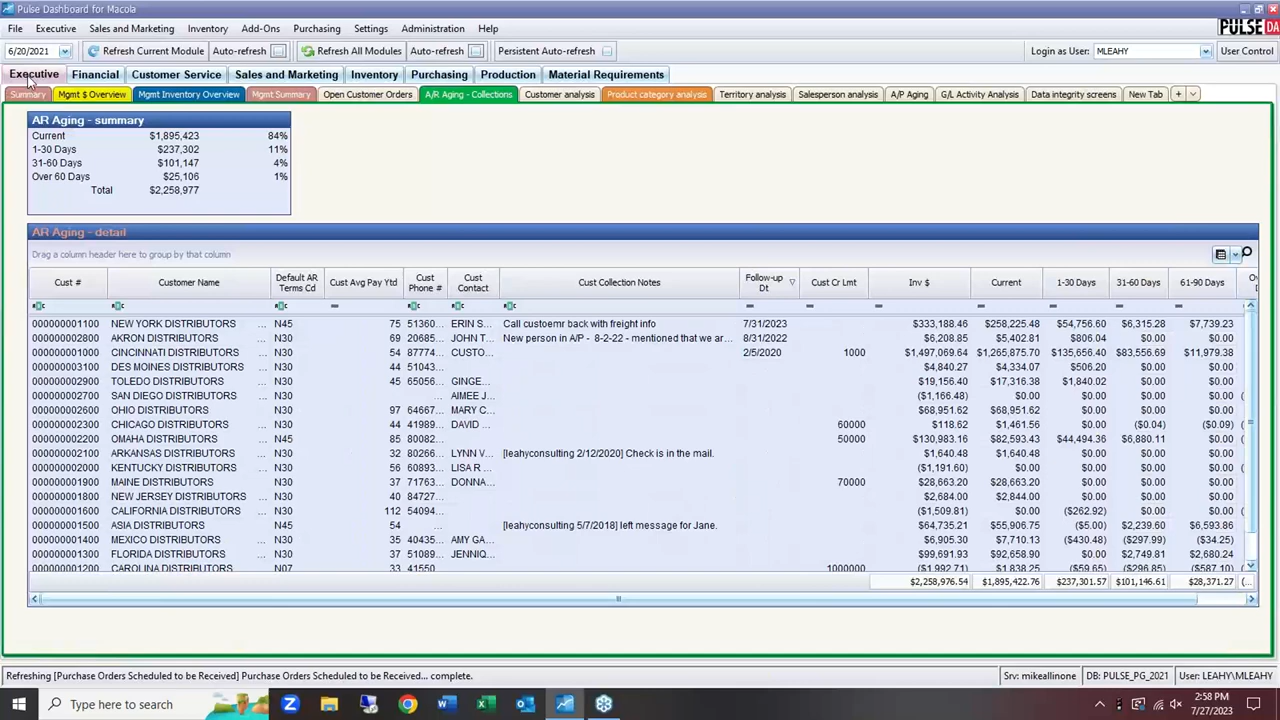 Pulse Dashboard for Macola
File Executive Sales and Marketing Inventory Add-Ons Purchasing Settings Administration Help
PULSE DA
6/20/2021 Refresh Current Module Auto-refresh Refresh All Modules Auto-refresh Persistent Auto-refresh Login as User: MLEAHY User Control
Executive Financial Customer Service Sales and Marketing Inventory Purchasing Production Material Requirements
Summary Mgmt $ Overview Mgmt Inventory Overview Mgmt Summary Open Customer Orders A/R Aging - Collections Customer analysis Product category analysis Territory analysis Salesperson analysis A/P Aging G/L Activity Analysis Data integrity screens New Tab +
AR Aging - summary
Current $1,895,423 84%
1-30 Days $237,302 11%
31-60 Days $101,147 4%
Over 60 Days $25,106 1%
Total $2,258,977
AR Aging - detail
Drag a column header here to group by that column
Cust # Customer Name Default AR Terms Cd Cust Avg Pay Ytd Cust Phone # Cust Contact Cust Collection Notes Follow-up Dt Cust Cr Lmt Inv $ Current 1-30 Days 31-60 Days 61-90 Days
000000001100 NEW YORK DISTRIBUTORS ... N45 75 51360... ERIN S... Call custoemr back with freight info 7/31/2023 $333,188.46 $258,225.48 $54,756.60 $6,315.28 $7,739.23
000000002800 AKRON DISTRIBUTORS ... N30 69 20685... JOHN T... New person in A/P - 8-2-22 - mentioned that we ar... 8/31/2022 $6,208.85 $5,402.81 $806.04 $0.00 $0.00
000000001000 CINCINNATI DISTRIBUTORS ... N30 54 87774... CUSTO... 2/5/2020 1000 $1,497,069.64 $1,265,875.70 $135,656.40 $83,556.69 $11,979.38
000000003100 DES MOINES DISTRIBUTORS ... N30 44 51043... $4,840.27 $4,334.07 $506.20 $0.00 $0.00
000000002900 TOLEDO DISTRIBUTORS ... N30 45 65056... GINGE... $19,156.40 $17,316.38 $1,840.02 $0.00 $0.00
000000002700 SAN DIEGO DISTRIBUTORS ... N30 ... AIMEE J... ($1,166.48) $0.00 $0.00 $0.00 $0.00
000000002600 OHIO DISTRIBUTORS ... N30 97 64667... MARY C... $68,951.62 $68,951.62 $0.00 $0.00 $0.00
000000002300 CHICAGO DISTRIBUTORS ... N30 44 41989... DAVID ... 60000 $118.62 $1,461.56 $0.00 ($0.04) ($0.09)
000000002200 OMAHA DISTRIBUTORS ... N45 85 80082... 50000 $130,983.16 $82,593.43 $44,494.36 $6,880.11 $0.00
000000002100 ARKANSAS DISTRIBUTORS ... N30 32 80266... LYNN V... [leahyconsulting 2/12/2020] Check is in the mail. $1,640.48 $1,640.48 $0.00 $0.00 $0.00
000000002000 KENTUCKY DISTRIBUTORS ... N30 56 60893... LISA R ... ($1,191.60) $0.00 $0.00 $0.00 $0.00
000000001900 MAINE DISTRIBUTORS ... N30 37 71763... DONNA... 70000 $28,663.20 $28,663.20 $0.00 $0.00 $0.00
000000001800 NEW JERSEY DISTRIBUTORS ... N30 40 84727... $2,684.00 $2,844.00 $0.00 $0.00 $0.00
000000001600 CALIFORNIA DISTRIBUTORS ... N30 112 954... ($1,509.81) $0.00 ($262.92) $0.00 $0.00
000000001500 ASIA DISTRIBUTORS ... N45 54 ... [leahyconsulting 5/7/2018] left message for Jane. $64,735.21 $55,906.75 ($5.00) $2,239.60 $6,593.86
000000001400 MEXICO DISTRIBUTORS ... N30 35 40435... AMY GA... $6,905.30 $7,710.13 ($430.48) ($297.99) ($34.25)
000000001300 FLORIDA DISTRIBUTORS ... N30 37 51089... JENNIQ... $99,691.93 $92,658.90 $0.00 $2,749.81 $2,680.24
000000001200 CAROLINA DISTRIBUTORS ... N07 33 41550 1000000 ($1,992.71) $1,838.25 ($59.65) ($296.85) ($587.10)
$2,258,976.54 $1,895,422.76 $237,301.57 $101,146.61 $28,371.27 (...
Refreshing [Purchase Orders Scheduled to be Received] Purchase Orders Scheduled to be Received... complete. Srv: mikeallinone DB: PULSE_PG_2021 User: LEAHY\MLEAHY
Type here to search
2:58 PM
7/27/2023